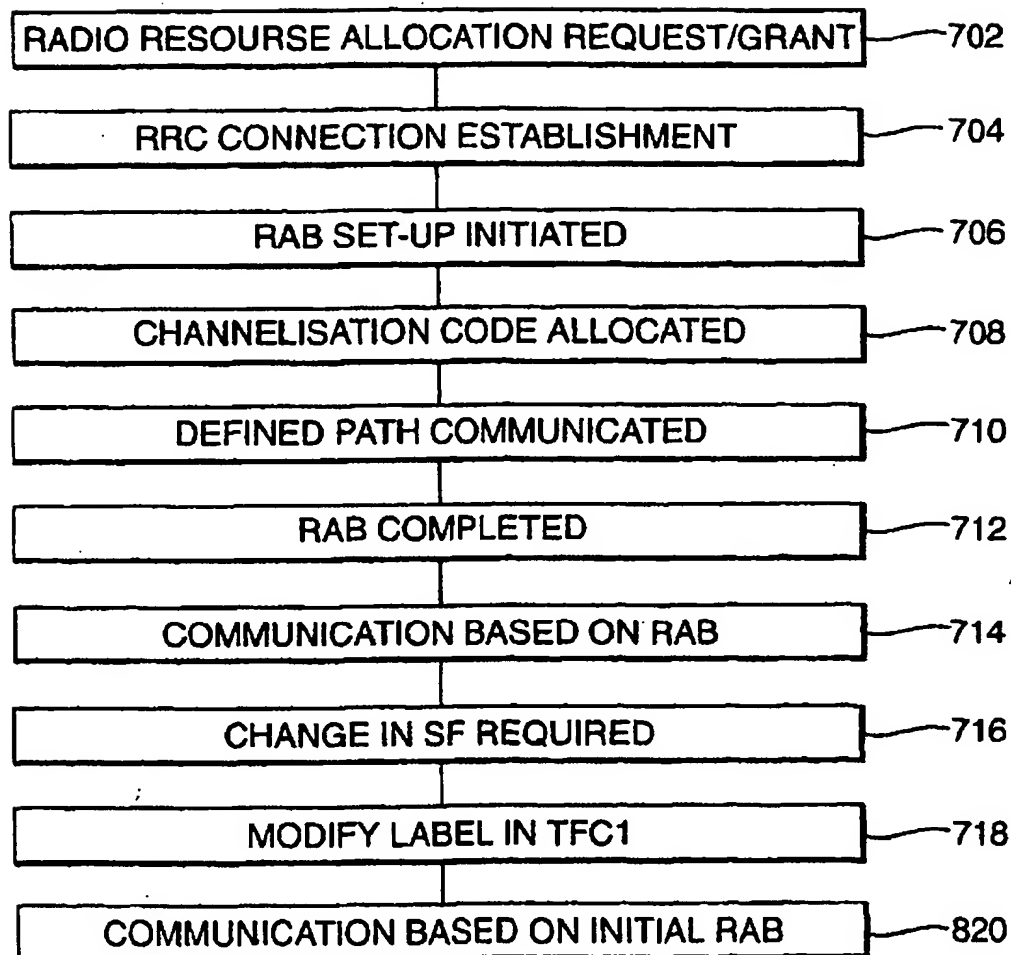 RADIO RESOURSE ALLOCATION REQUEST/GRANT 702
RRC CONNECTION ESTABLISHMENT 704
RAB SET-UP INITIATED 706
CHANNELISATION CODE ALLOCATED 708
DEFINED PATH COMMUNICATED 710
RAB COMPLETED 712
COMMUNICATION BASED ON RAB 714
CHANGE IN SF REQUIRED 716
MODIFY LABEL IN TFC1 718
COMMUNICATION BASED ON INITIAL RAB 820